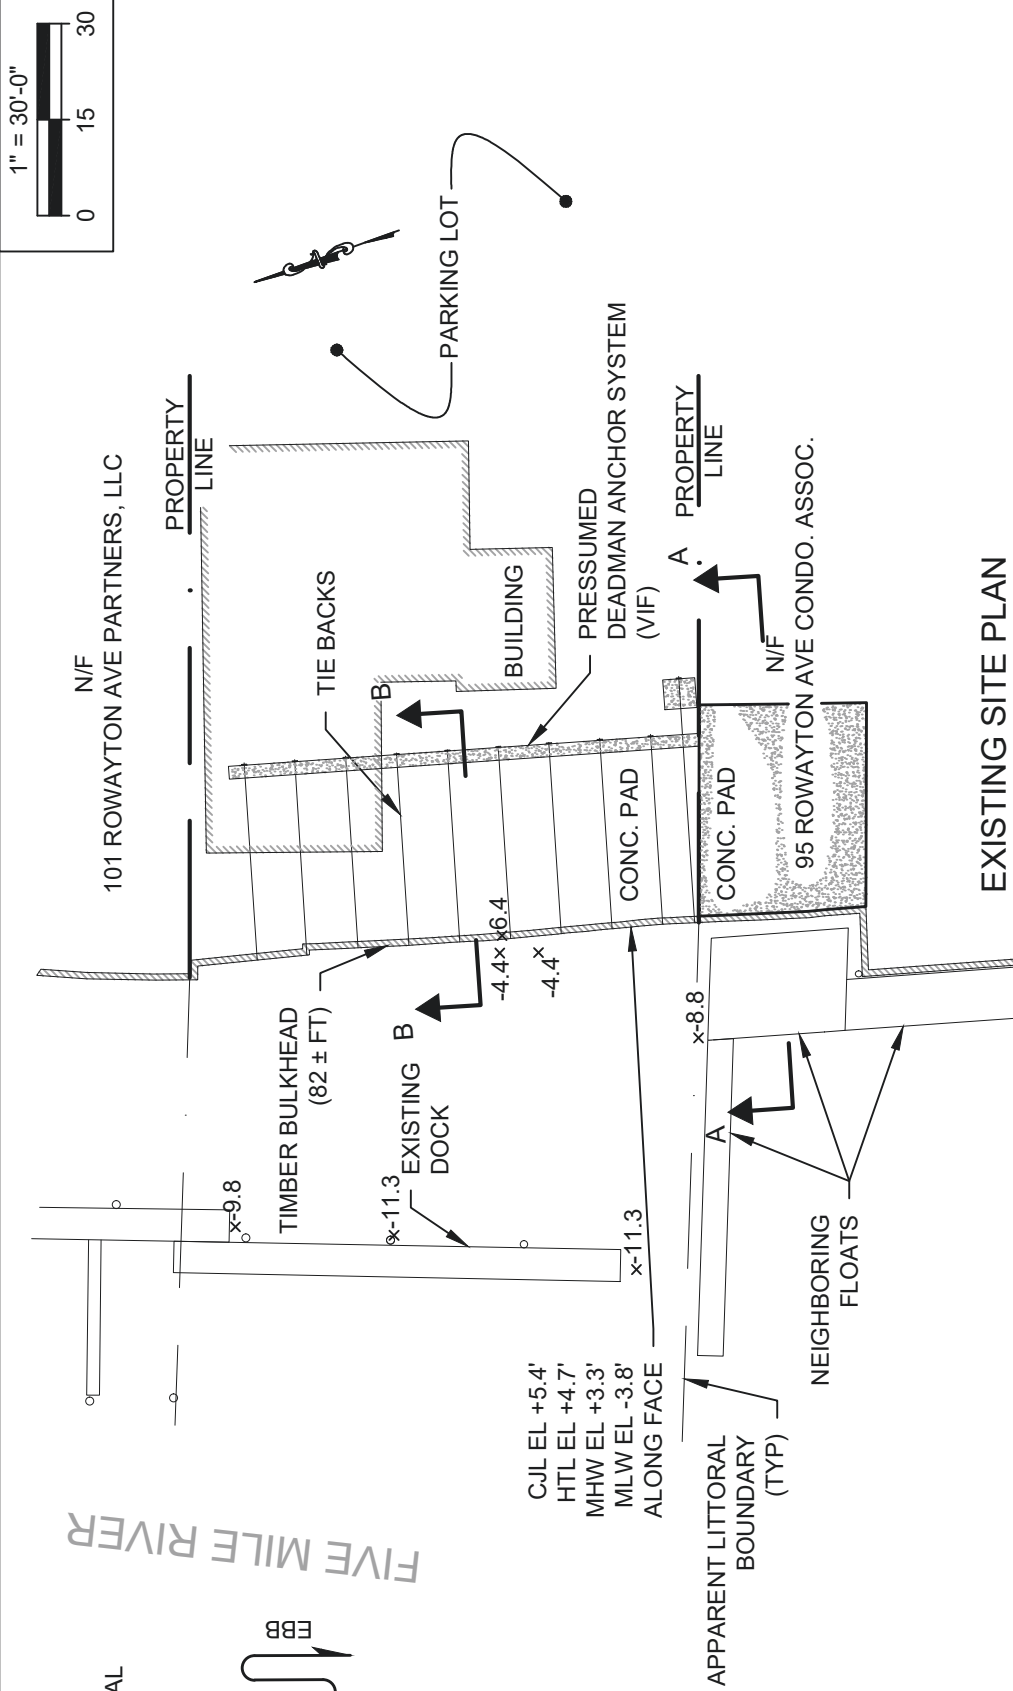 1" = 30'-0"
0 15 30
N/F
101 ROWAYTON AVE PARTNERS, LLC
PROPERTY
LINE
PARKING LOT
TIE BACKS
B
BUILDING
PRESSUMED
DEADMAN ANCHOR SYSTEM
(VIF)
A
PROPERTY
LINE
N/F
95 ROWAYTON AVE CONDO. ASSOC.
CONC. PAD
CONC. PAD
×6.4
-4.4×
×
-4.4
×-8.8
TIMBER BULKHEAD
(82 ± FT)
B
EXISTING
DOCK
×-9.8
×-11.3
×-11.3
A
NEIGHBORING
FLOATS
CJL EL +5.4'
HTL EL +4.7'
MHW EL +3.3'
MLW EL -3.8'
ALONG FACE
APPARENT LITTORAL
BOUNDARY
(TYP)
FIVE MILE RIVER
EBB
AL
EXISTING SITE PLAN